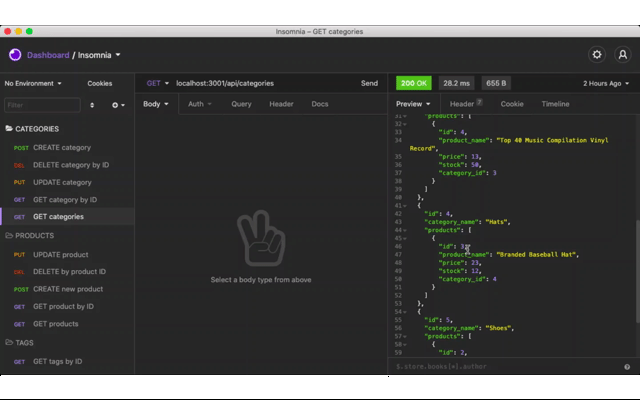 Insomnia – GET categories
Dashboard / Insomnia
No Environment
Cookies
GET localhost:3001/api/categories
Send
200 OK
28.2 ms
655 B
2 Hours Ago
Filter
Body
Auth
Query
Header
Docs
Preview
Header 7
Cookie
Timeline
CATEGORIES
POST CREATE category
DEL DELETE category by ID
PUT UPDATE category
GET GET category by ID
GET GET categories
PRODUCTS
PUT UPDATE product
DEL DELETE by product ID
POST CREATE new product
GET GET product by ID
GET GET products
TAGS
GET GET tags by ID
Select a body type from above
31 "products": [
32 {
33 "id": 4,
34 "product_name": "Top 40 Music Compilation Vinyl
Record",
35 "price": 13,
36 "stock": 50,
37 "category_id": 3
38 }
39 ]
40 },
41 {
42 "id": 4,
43 "category_name": "Hats",
44 "products": [
45 {
46 "id": 3,
47 "product_name": "Branded Baseball Hat",
48 "price": 23,
49 "stock": 12,
50 "category_id": 4
51 }
52 ]
53 },
54 {
55 "id": 5,
56 "category_name": "Shoes",
57 "products": [
58 {
59 "id": 2,
$.store.books[*].author